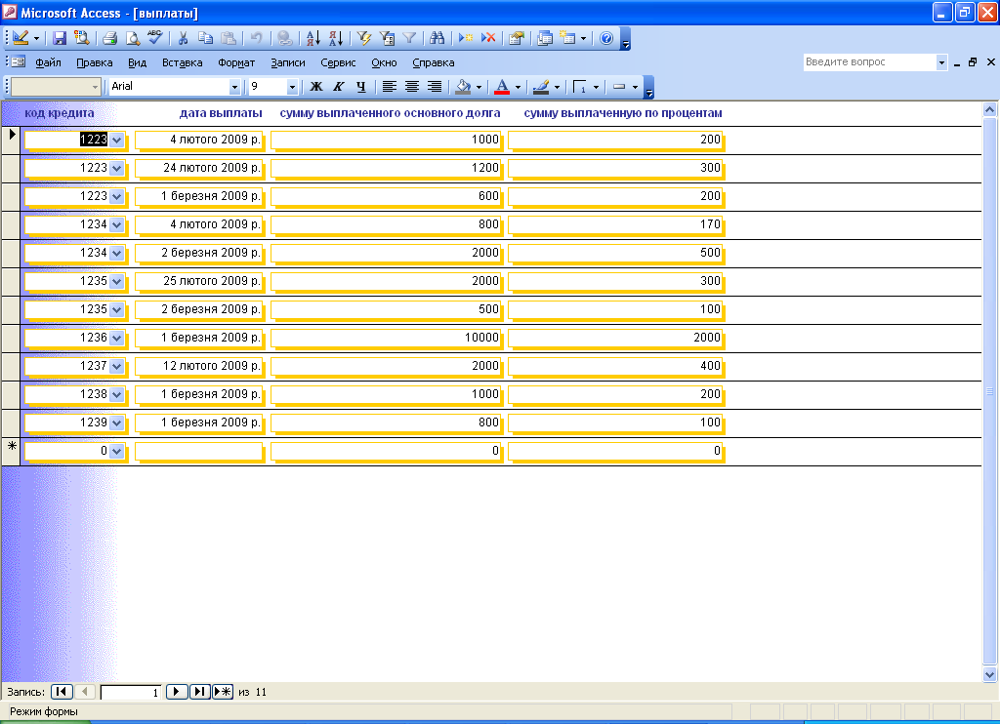 Microsoft Access - [выплаты]
Файл Правка Вид Вставка Формат Записи Сервис Окно Справка Введите вопрос
Arial 9 Ж К Ч
код кредита дата выплаты сумму выплаченного основного долга сумму выплаченную по процентам
1223 4 лютого 2009 р. 1000 200
1223 24 лютого 2009 р. 1200 300
1223 1 березня 2009 р. 600 200
1234 4 лютого 2009 р. 800 170
1234 2 березня 2009 р. 2000 500
1235 25 лютого 2009 р. 2000 300
1235 2 березня 2009 р. 500 100
1236 1 березня 2009 р. 10000 2000
1237 12 лютого 2009 р. 2000 400
1238 1 березня 2009 р. 1000 200
1239 1 березня 2009 р. 800 100
0 0 0
Запись: 1 из 11
Режим формы